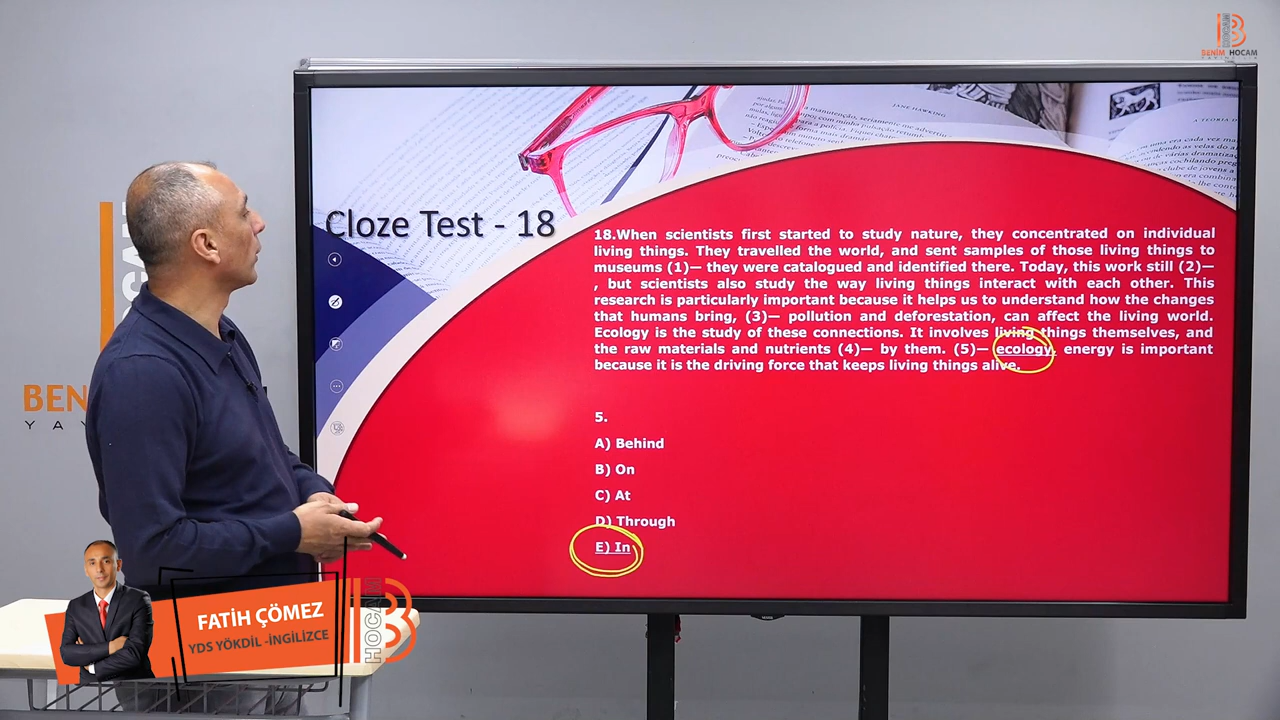 BENİM HOCAM
JANE HAWKING
Cloze Test - 18
18.When scientists first started to study nature, they concentrated on individual
living things. They travelled the world, and sent samples of those living things to
museums (1)— they were catalogued and identified there. Today, this work still (2)—
, but scientists also study the way living things interact with each other. This
research is particularly important because it helps us to understand how the changes
that humans bring, (3)— pollution and deforestation, can affect the living world.
Ecology is the study of these connections. It involves living things themselves, and
the raw materials and nutrients (4)— by them. (5)— ecology, energy is important
because it is the driving force that keeps living things alive.
5.
A) Behind
B) On
C) At
D) Through
E) In
BEN
YAY
FATİH ÇÖMEZ
YDS YÖKDİL -İNGİLİZCE
HOCAM